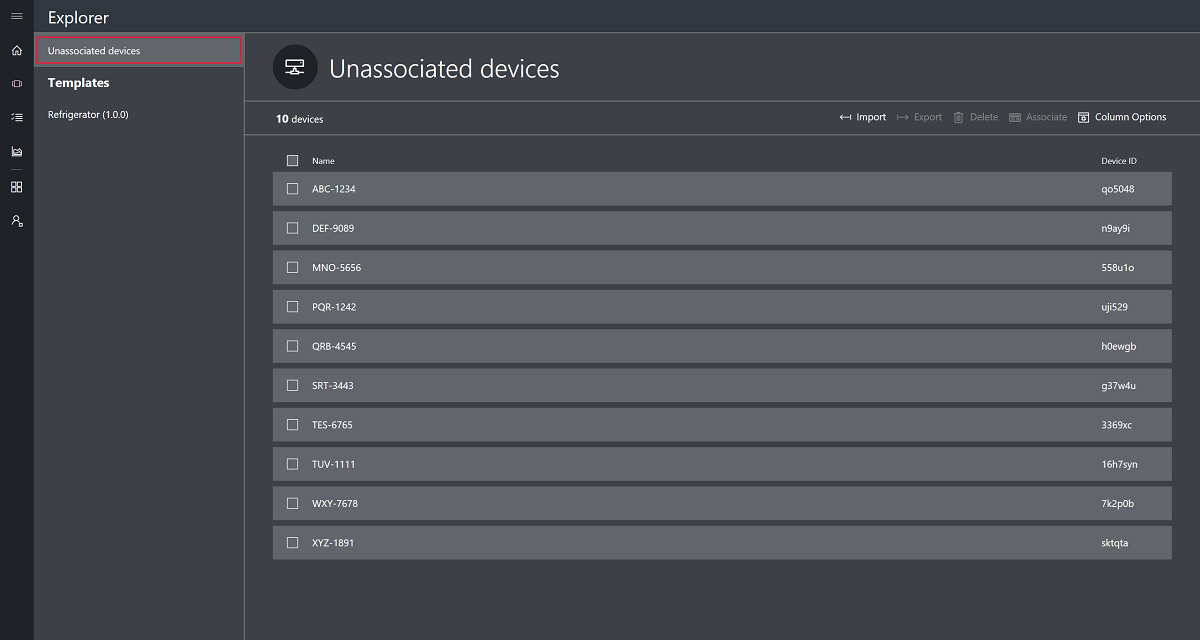 Explorer
Unassociated devices
Templates
Refrigerator (1.0.0)
Unassociated devices
10 devices
Import Export Delete Associate Column Options
Name Device ID
ABC-1234 qo5048
DEF-9089 n9ay9i
MNO-5656 558u1o
PQR-1242 uji529
QRB-4545 h0ewgb
SRT-3443 g37w4u
TES-6765 3369xc
TUV-1111 16h7syn
WXY-7678 7k2p0b
XYZ-1891 sktqta